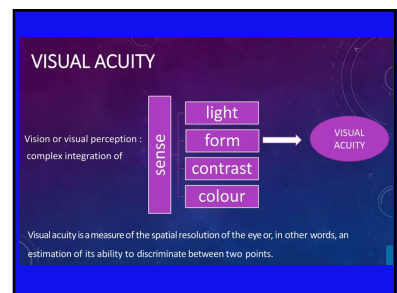 VISUAL ACUITY
Vision or visual perception :
complex integration of
sense
light
form
contrast
colour
VISUAL
ACUITY
Visual acuity is a measure of the spatial resolution of the eye or, in other words, an
estimation of its ability to discriminate between two points.